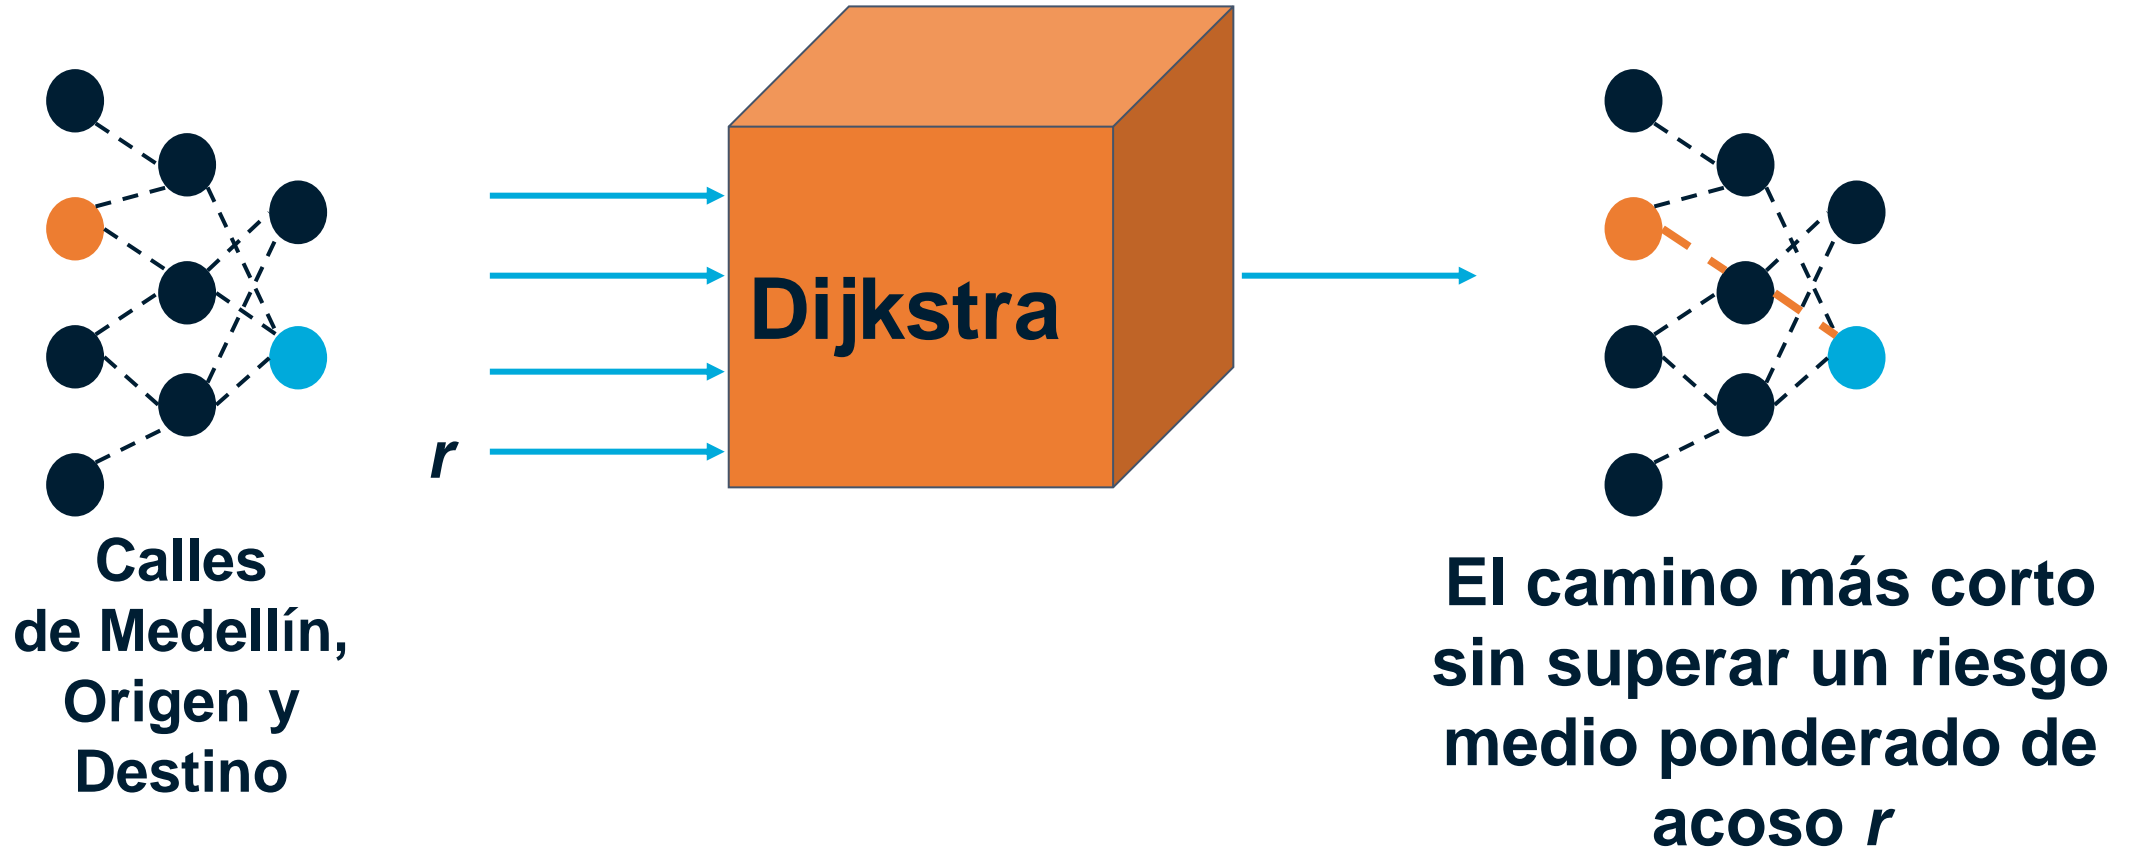 Dijkstra
r
Calles
de Medellín,
Origen y
Destino
El camino más corto
sin superar un riesgo
medio ponderado de
acoso r